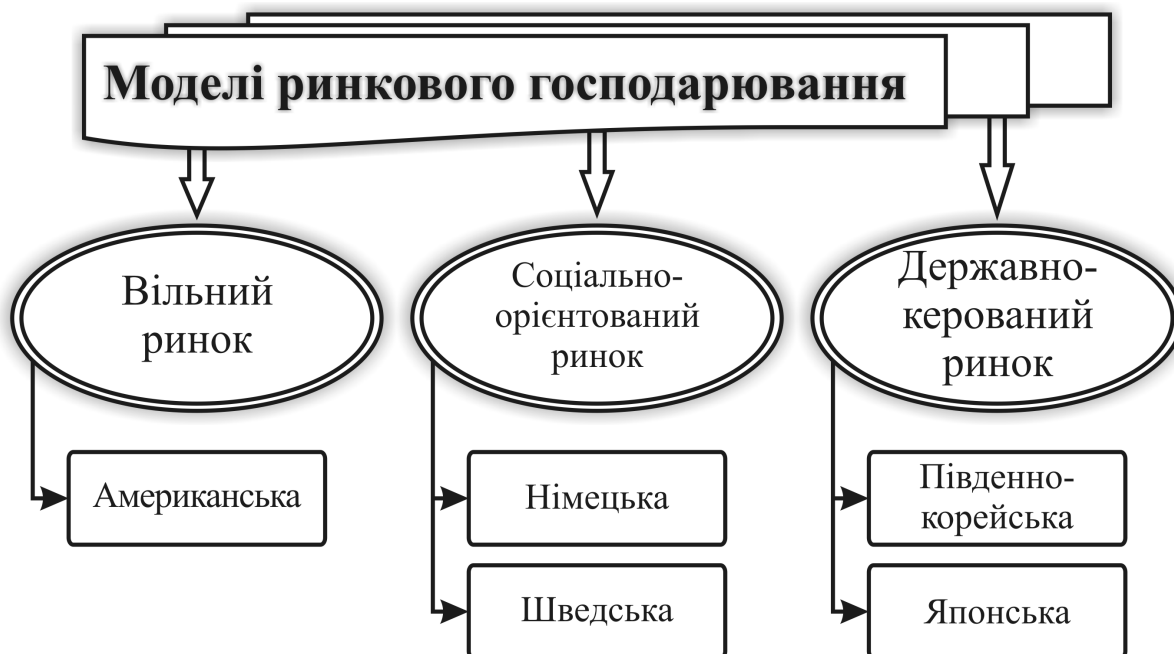 Моделі ринкового господарювання
Вільний
ринок
Соціально-
орієнтований
ринок
Державно-
керований
ринок
Американська
Німецька
Шведська
Південно-
корейська
Японська